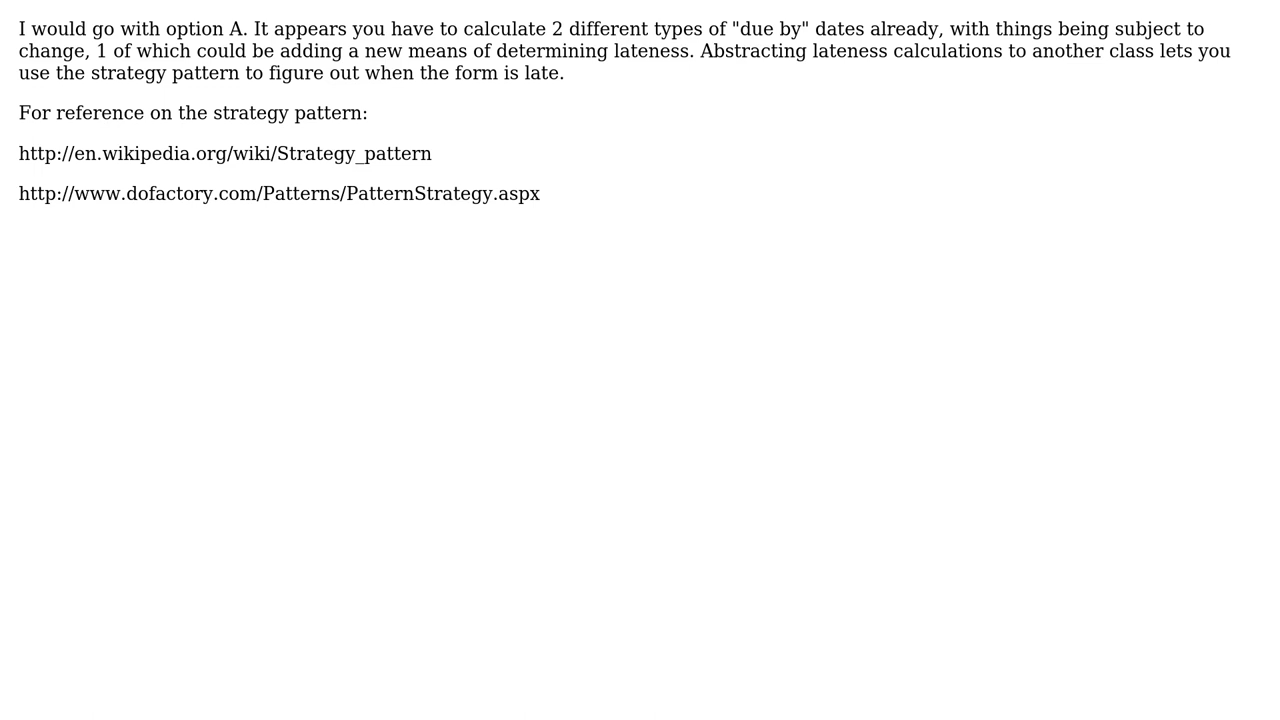 I would go with option A. It appears you have to calculate 2 different types of "due by" dates already, with things being subject to
change, 1 of which could be adding a new means of determining lateness. Abstracting lateness calculations to another class lets you
use the strategy pattern to figure out when the form is late.
For reference on the strategy pattern:
http://en.wikipedia.org/wiki/Strategy_pattern
http://www.dofactory.com/Patterns/PatternStrategy.aspx